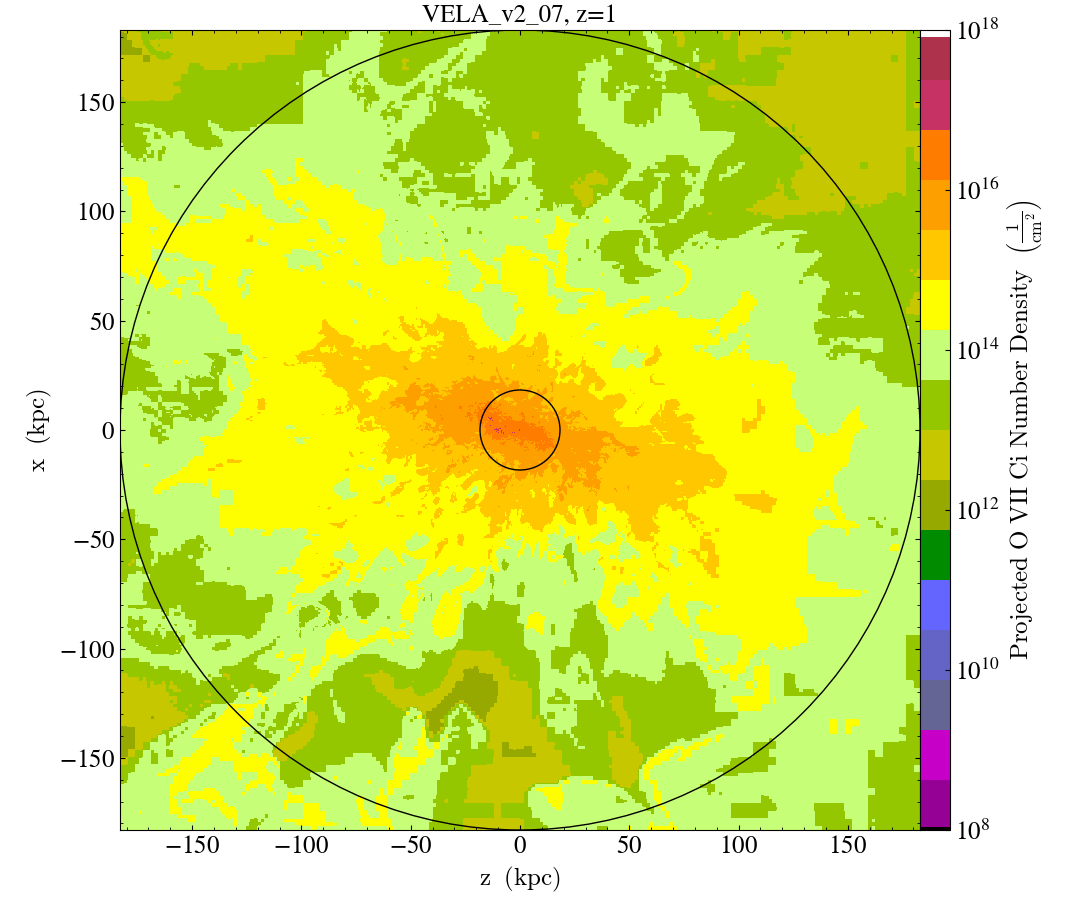 VELA_v2_07, z=1
150
100
50
0
−50
−100
−150
x (kpc)
−150 −100 −50 0 50 100 150
z (kpc)
10^18
10^16
10^14
10^12
10^10
10^8
Projected O VII Ci Number Density (1/cm^2)